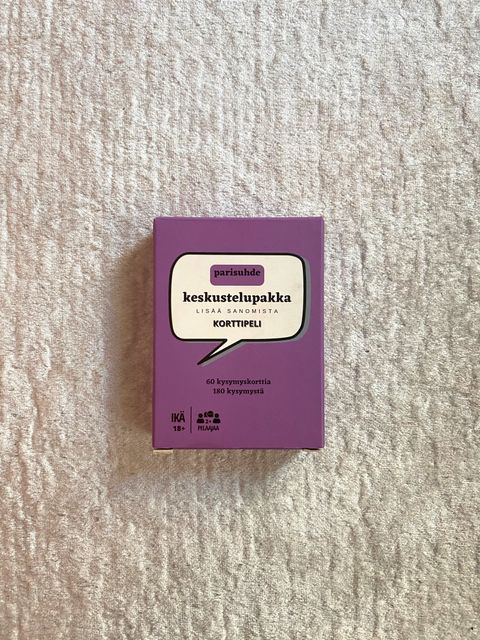 parisuhde
keskustelupakka
LISÄÄ SANOMISTA
KORTTIPELI
60 kysymyskorttia
180 kysymystä
IKÄ
18+
2+
PELAAJAA